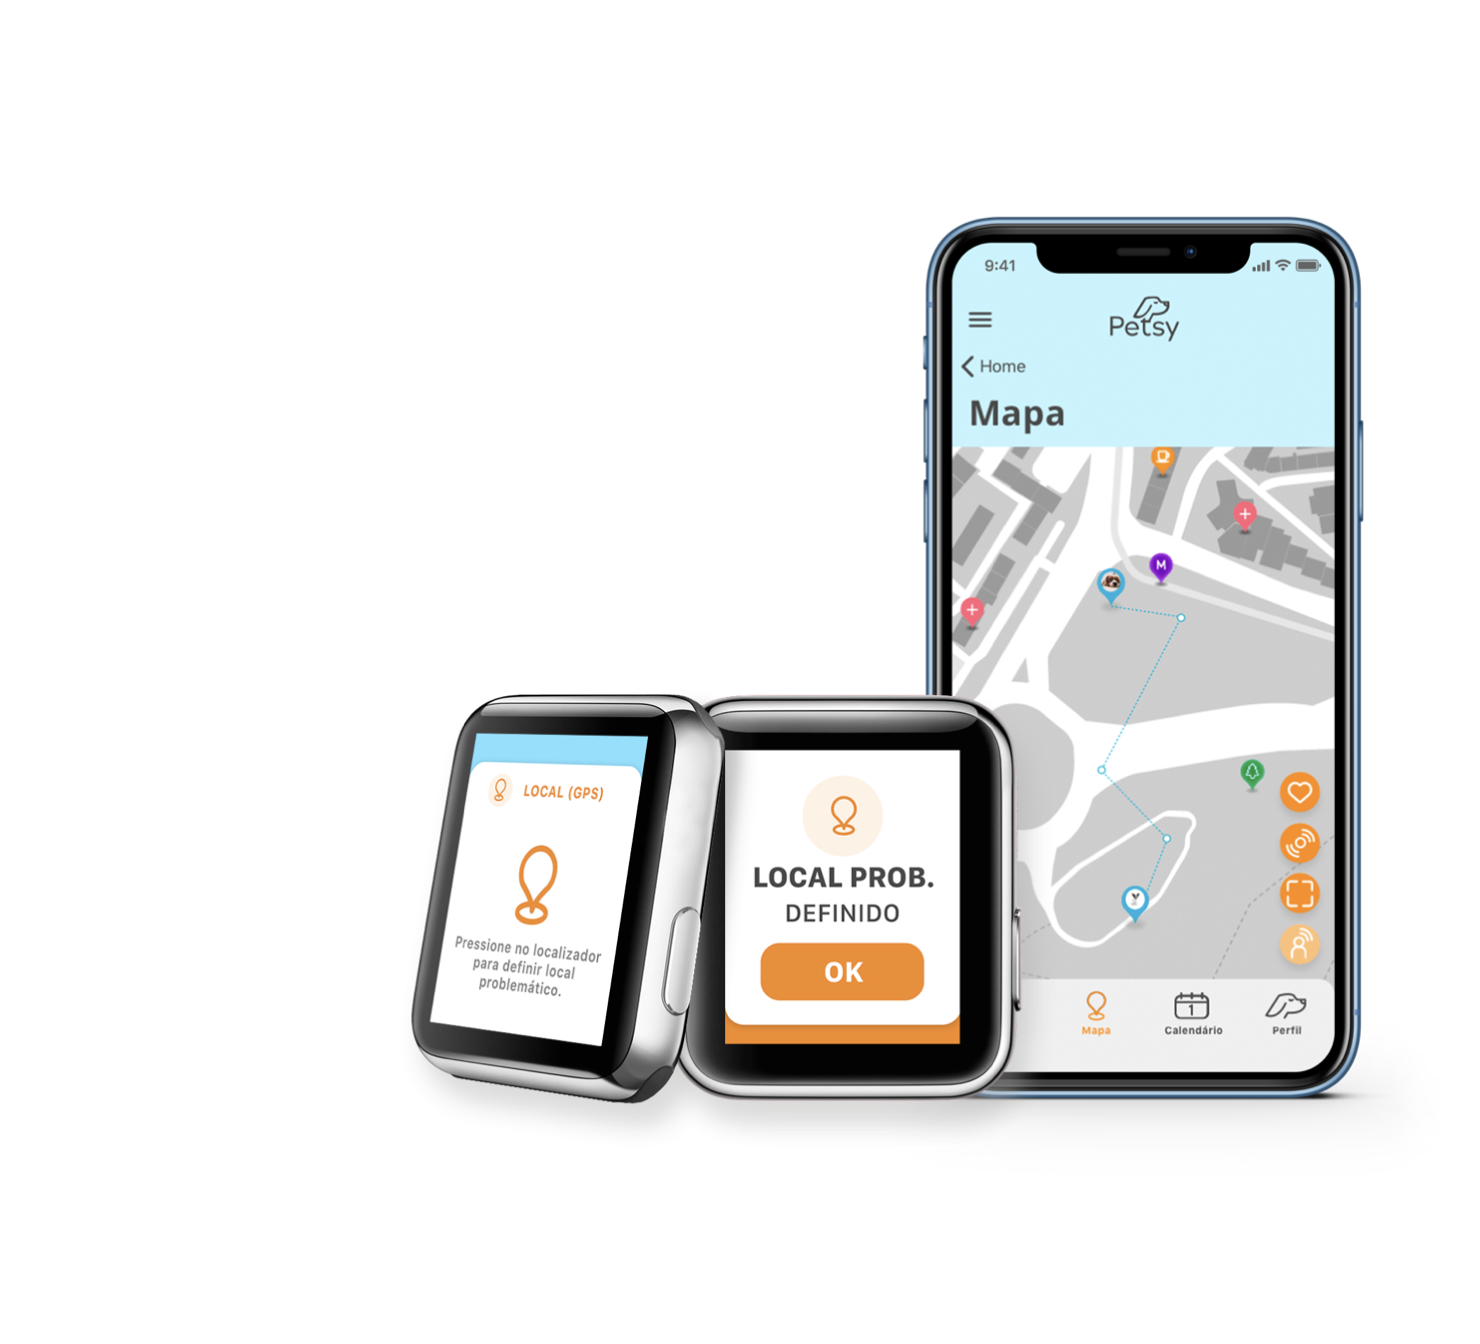 9:41
Petsy
Home
Mapa
M
LOCAL (GPS)
Pressione no localizador
para definir local
problemático.
LOCAL PROB.
DEFINIDO
OK
1
Mapa
Calendário
Perfil